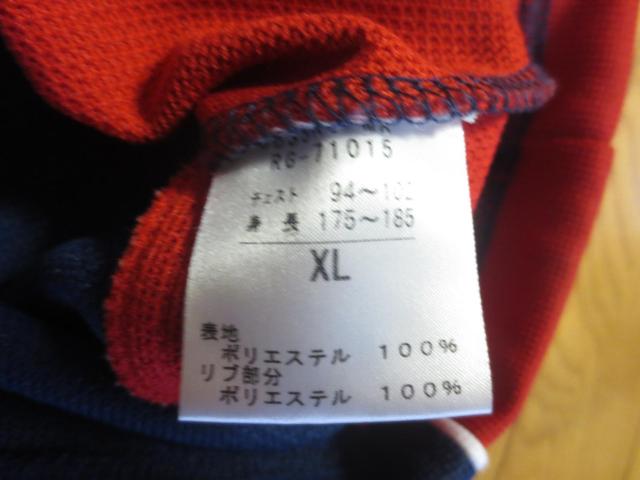 RG-71015
チェスト 94～102
身長 175～185
XL
表地
ポリエステル 100%
リブ部分
ポリエステル 100%